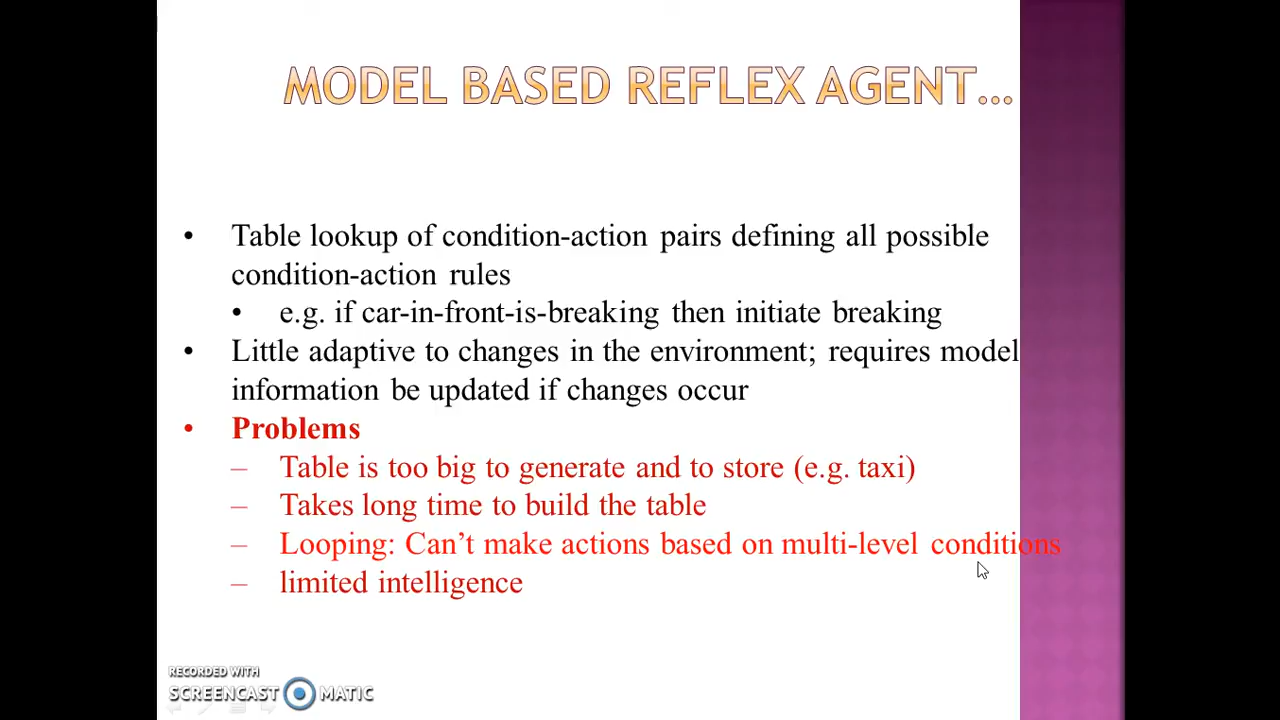 MODEL BASED REFLEX AGENT...
• Table lookup of condition-action pairs defining all possible
condition-action rules
• e.g. if car-in-front-is-breaking then initiate breaking
• Little adaptive to changes in the environment; requires model
information be updated if changes occur
• Problems
– Table is too big to generate and to store (e.g. taxi)
– Takes long time to build the table
– Looping: Can’t make actions based on multi-level conditions
– limited intelligence
RECORDED WITH
SCREENCAST MATIC